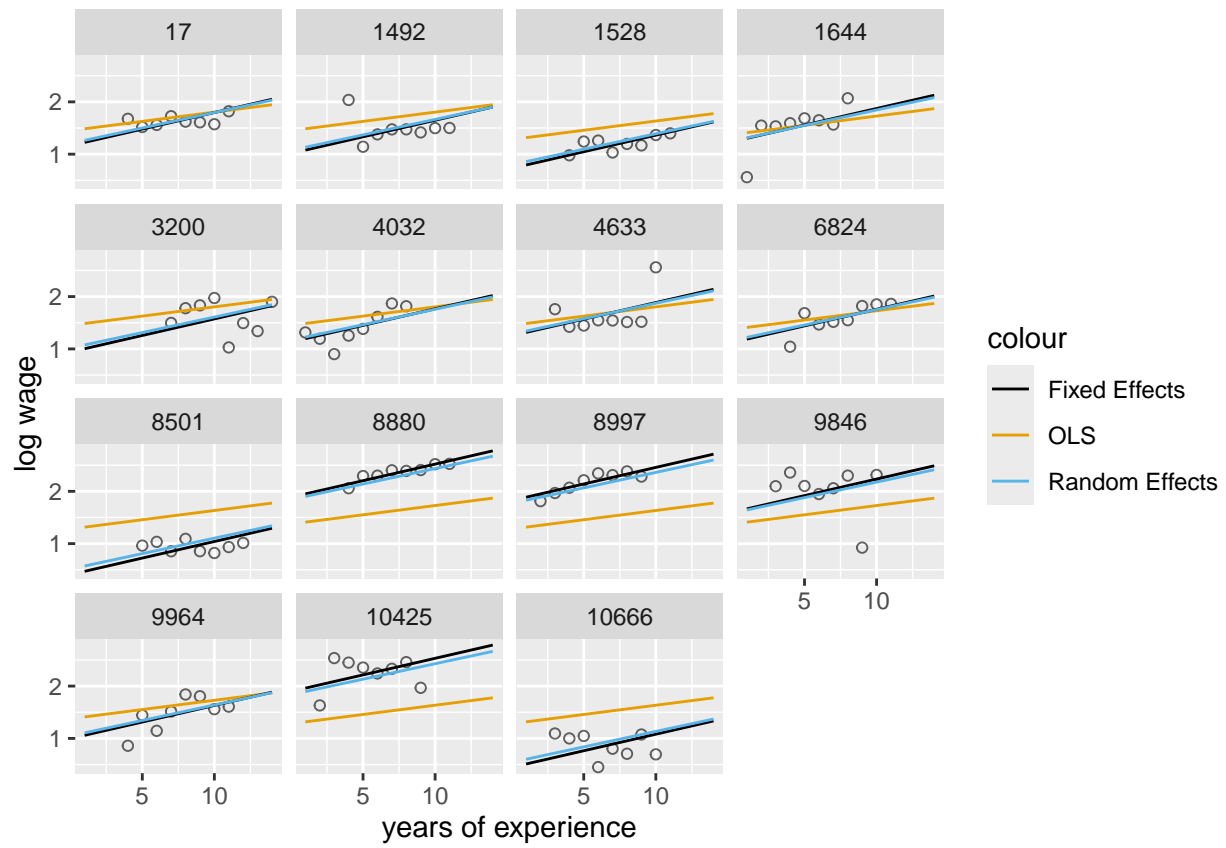 17 1492 1528 1644
2
1
3200 4032 4633 6824
2
1
log wage
8501 8880 8997 9846
2
1
5 10
9964 10425 10666
2
1
5 10 5 10 5 10
years of experience
colour
Fixed Effects
OLS
Random Effects